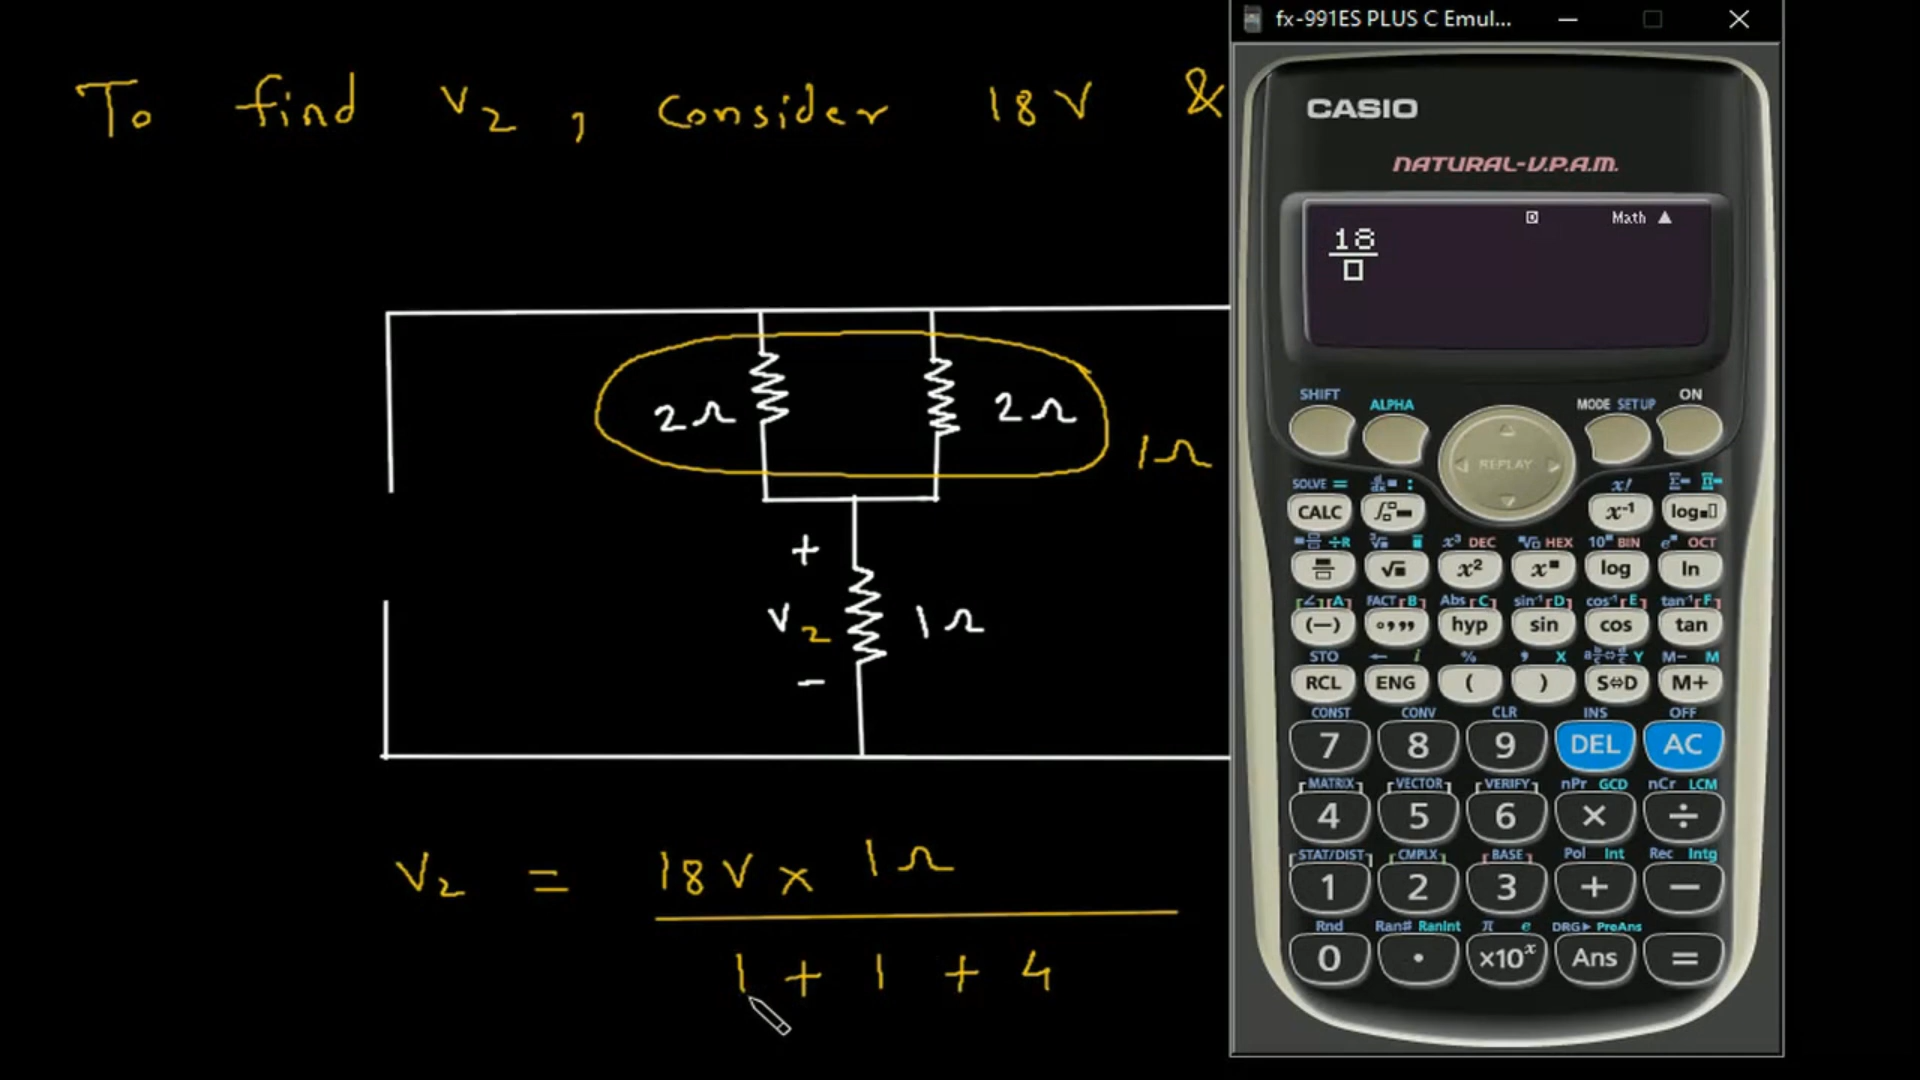 To find V2, Consider 18V &
2Ω 2Ω 1Ω
+
V2 1Ω
-
V2 = 18V x 1Ω
1 + 1 + 4
fx-991ES PLUS C Emul...
CASIO
NATURAL-V.P.A.M.
D Math ▲
18
□
SHIFT ALPHA MODE SETUP ON
REPLAY
SOLVE = d/dx■ : x! Σ■ Π■
CALC ∫■ x⁻¹ log■□
■■/■ ÷R ³√■ x³ DEC ■√□ HEX 10■ BIN e■ OCT
√■ x² x■ log ln
∠ A FACT B Abs C sin⁻¹ D cos⁻¹ E tan⁻¹ F
(−) °,,, hyp sin cos tan
STO ← i % , X a b/c⇔d/c Y M− M
RCL ENG ( ) S⇔D M+
CONST CONV CLR INS OFF
7 8 9 DEL AC
MATRIX VECTOR VERIFY nPr GCD nCr LCM
4 5 6 × ÷
STAT/DIST CMPLX BASE Pol Int Rec Intg
1 2 3 + −
Rnd Ran# RanInt π e DRG▶ PreAns
0 • ×10ˣ Ans =